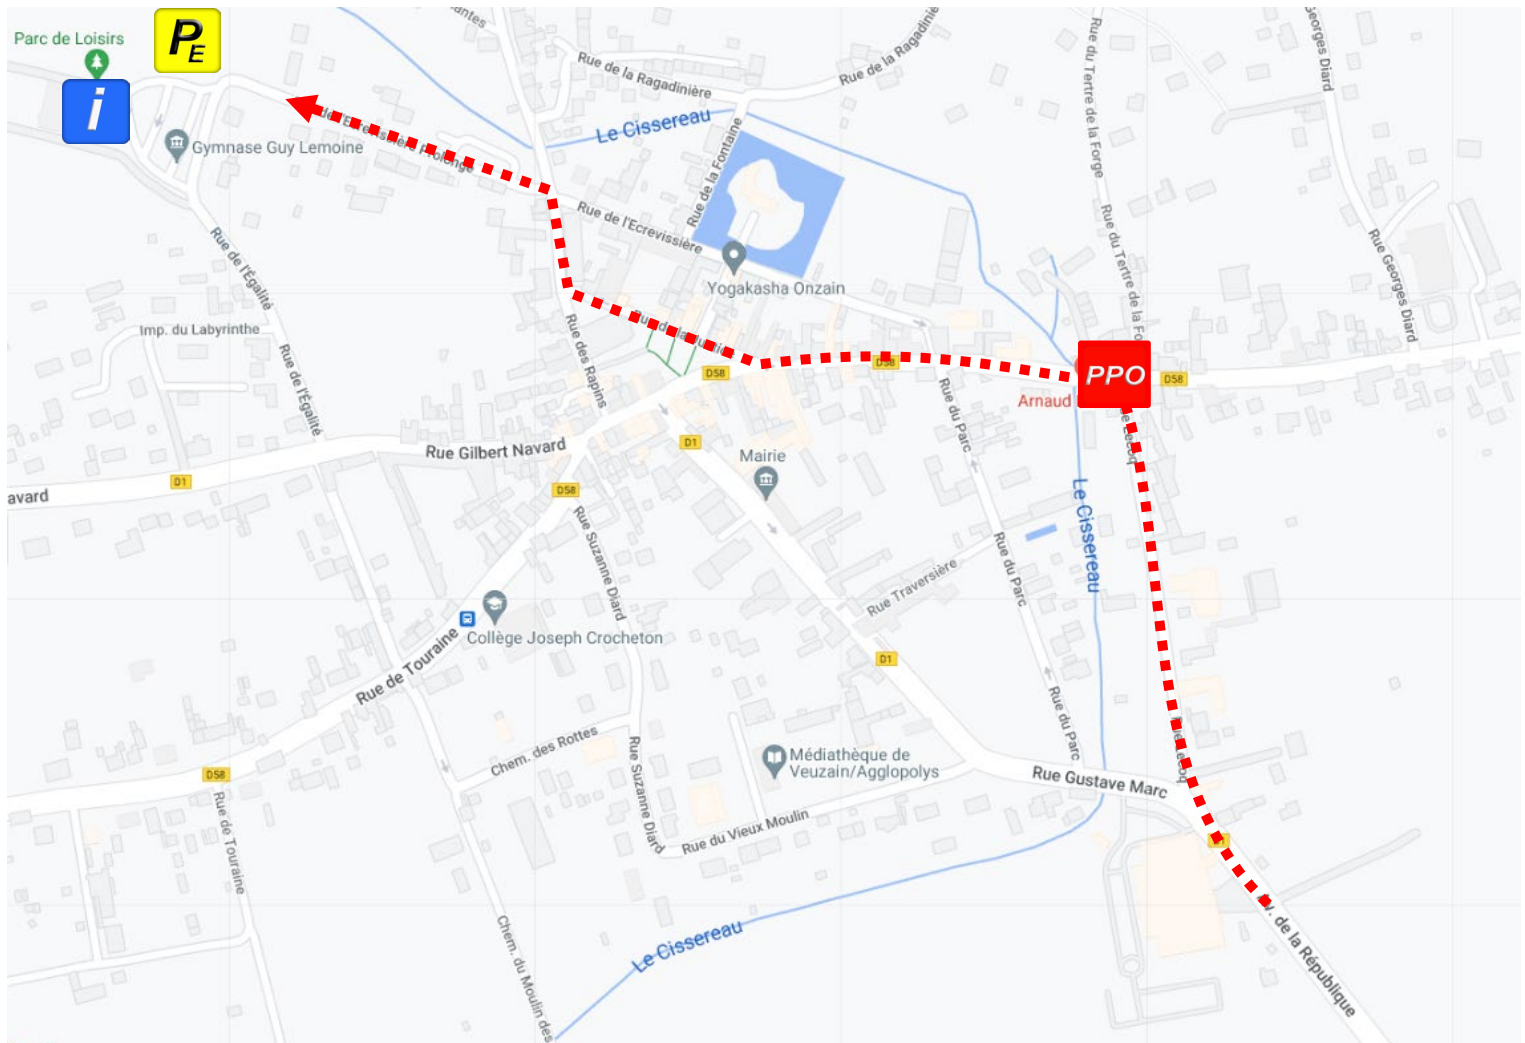 Parc de Loisirs
PE
i
Gymnase Guy Lemoine
Rue de la Ragadinière
Rue de la Ragadiniè
Le Cissereau
Rue de la Fontaine
Rue du Tertre de la Forge
Georges Diard
Rue de l'Ecrevissière
Rue du Tertre de la Fo
Rue Georges Diard
Rue de l'Égalité
Yogakasha Onzain
Imp. du Labyrinthe
Rue des Rapins
Rue de l'Égalité
D58
D58
PPO
D58
Arnaud
Rue du Parc
Rue Gilbert Navard
D1
Mairie
D1
avard
D58
Le Cissereau
Rue Suzanne Diard
Rue du Parc
Rue Traversière
Collège Joseph Crocheton
Rue de Touraine
D1
Rue du Parc
Chem. des Rottes
Médiathèque de
Veuzain/Agglopolys
D58
Rue Gustave Marc
Rue de Touraine
Rue Suzanne Diard
Rue du Vieux Moulin
Le Cissereau
Chem. du Moulin des
Av. de la République